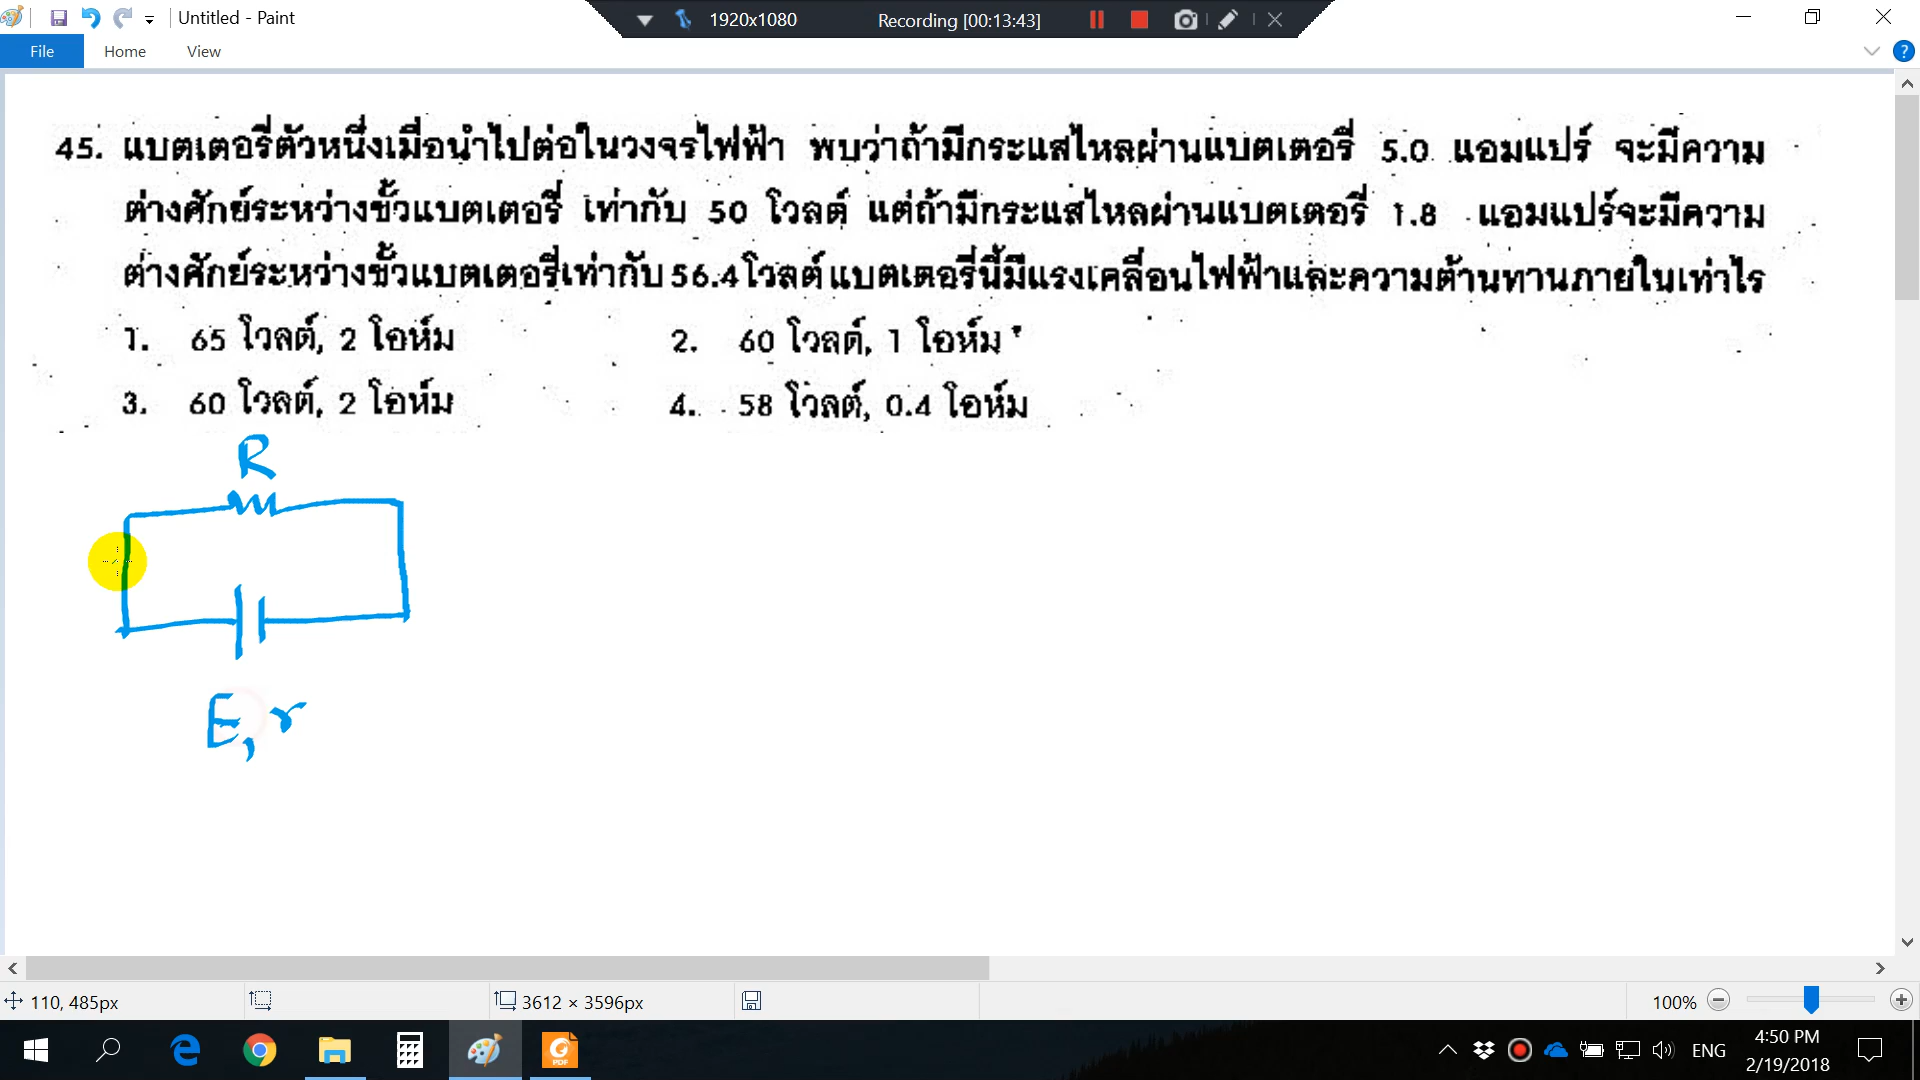 Untitled - Paint
1920x1080
Recording [00:13:43]
File
Home
View
45. แบตเตอรี่ตัวหนึ่งเมื่อนำไปต่อในวงจรไฟฟ้า พบว่าถ้ามีกระแสไหลผ่านแบตเตอรี่ 5.0 แอมแปร์ จะมีความ
ต่างศักย์ระหว่างขั้วแบตเตอรี่ เท่ากับ 50 โวลต์ แต่ถ้ามีกระแสไหลผ่านแบตเตอรี่ 1.8 แอมแปร์จะมีความ
ต่างศักย์ระหว่างขั้วแบตเตอรี่เท่ากับ 56.4 โวลต์ แบตเตอรี่นี้มีแรงเคลื่อนไฟฟ้าและความต้านทานภายในเท่าไร
1. 65 โวลต์, 2 โอห์ม
2. 60 โวลต์, 1 โอห์ม
3. 60 โวลต์, 2 โอห์ม
4. 58 โวลต์, 0.4 โอห์ม
R
E, r
110, 485px
3612 × 3596px
100%
PDF
ENG
4:50 PM
2/19/2018